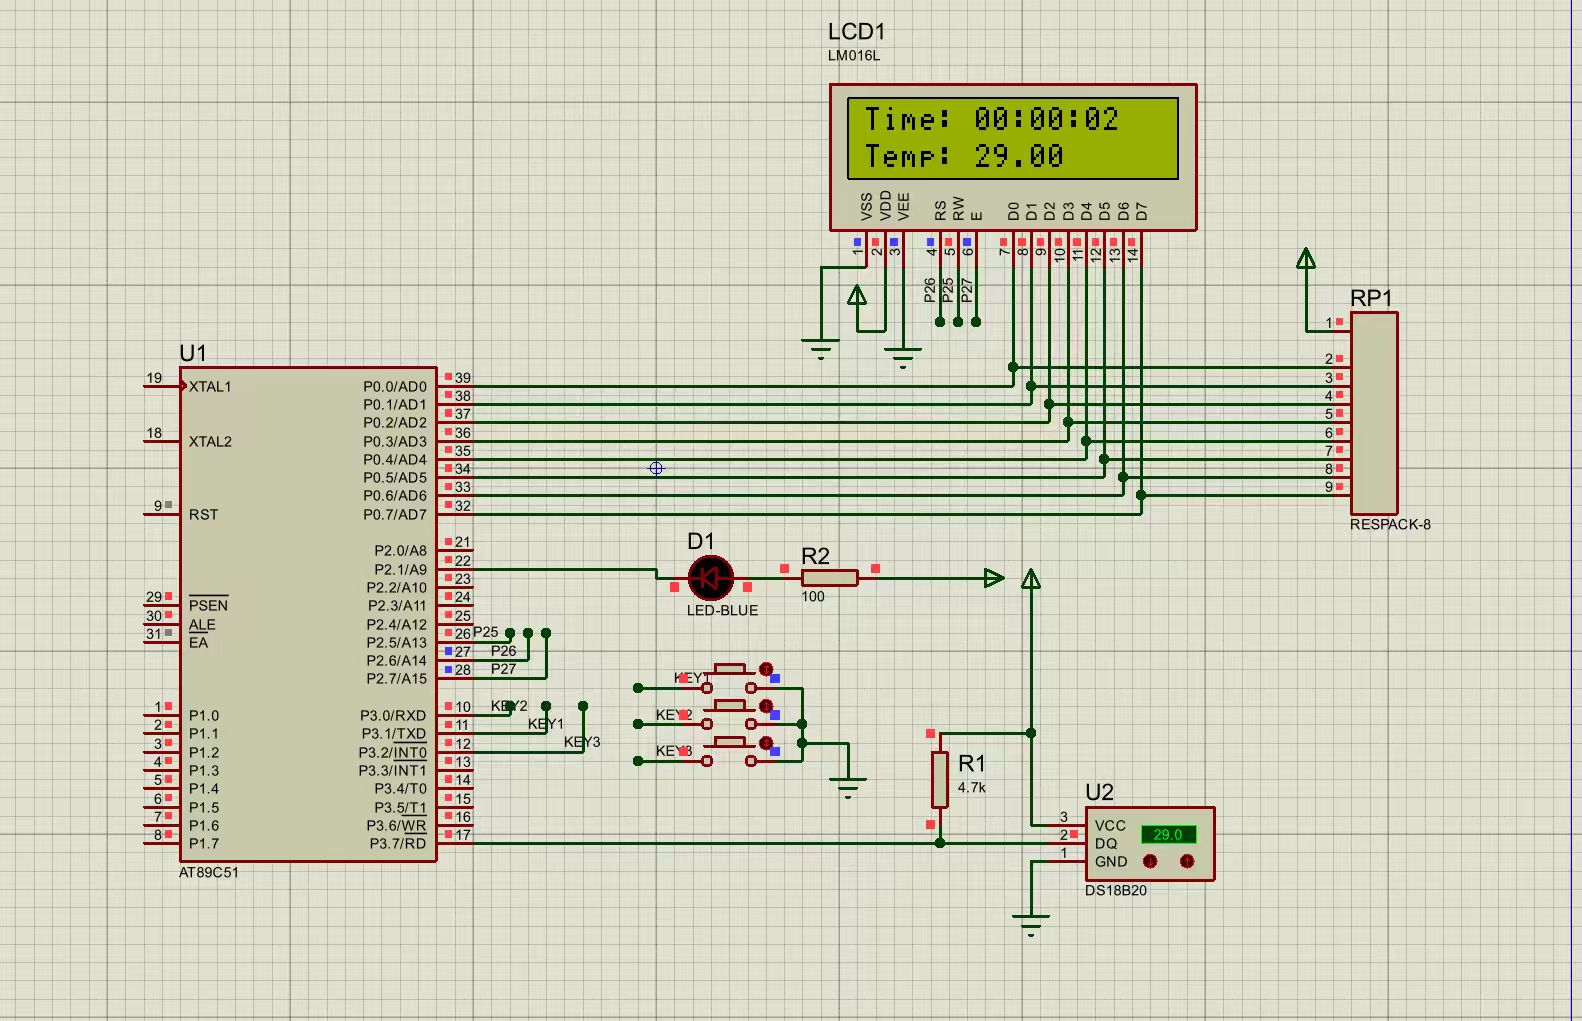 LCD1
LM016L
Time: 00:00:02
Temp: 29.00
VSS
VDD
VEE
RS
RW
E
D0
D1
D2
D3
D4
D5
D6
D7
1
2
3
4
5
6
7
8
9
10
11
12
13
14
P26
P25
P27
RP1
1
2
3
4
5
6
7
8
9
RESPACK-8
U1
19 XTAL1
18 XTAL2
9 RST
29 PSEN
30 ALE
31 EA
1 P1.0
2 P1.1
3 P1.2
4 P1.3
5 P1.4
6 P1.5
7 P1.6
8 P1.7
P0.0/AD0 39
P0.1/AD1 38
P0.2/AD2 37
P0.3/AD3 36
P0.4/AD4 35
P0.5/AD5 34
P0.6/AD6 33
P0.7/AD7 32
P2.0/A8 21
P2.1/A9 22
P2.2/A10 23
P2.3/A11 24
P2.4/A12 25
P2.5/A13 26 P25
P2.6/A14 27 P26
P2.7/A15 28 P27
P3.0/RXD 10 KEY2
P3.1/TXD 11 KEY1
P3.2/INT0 12 KEY3
P3.3/INT1 13
P3.4/T0 14
P3.5/T1 15
P3.6/WR 16
P3.7/RD 17
AT89C51
D1
LED-BLUE
R2
100
KEY1
KEY2
KEY3
R1
4.7k
U2
3 VCC
2 DQ
1 GND
29.0
DS18B20